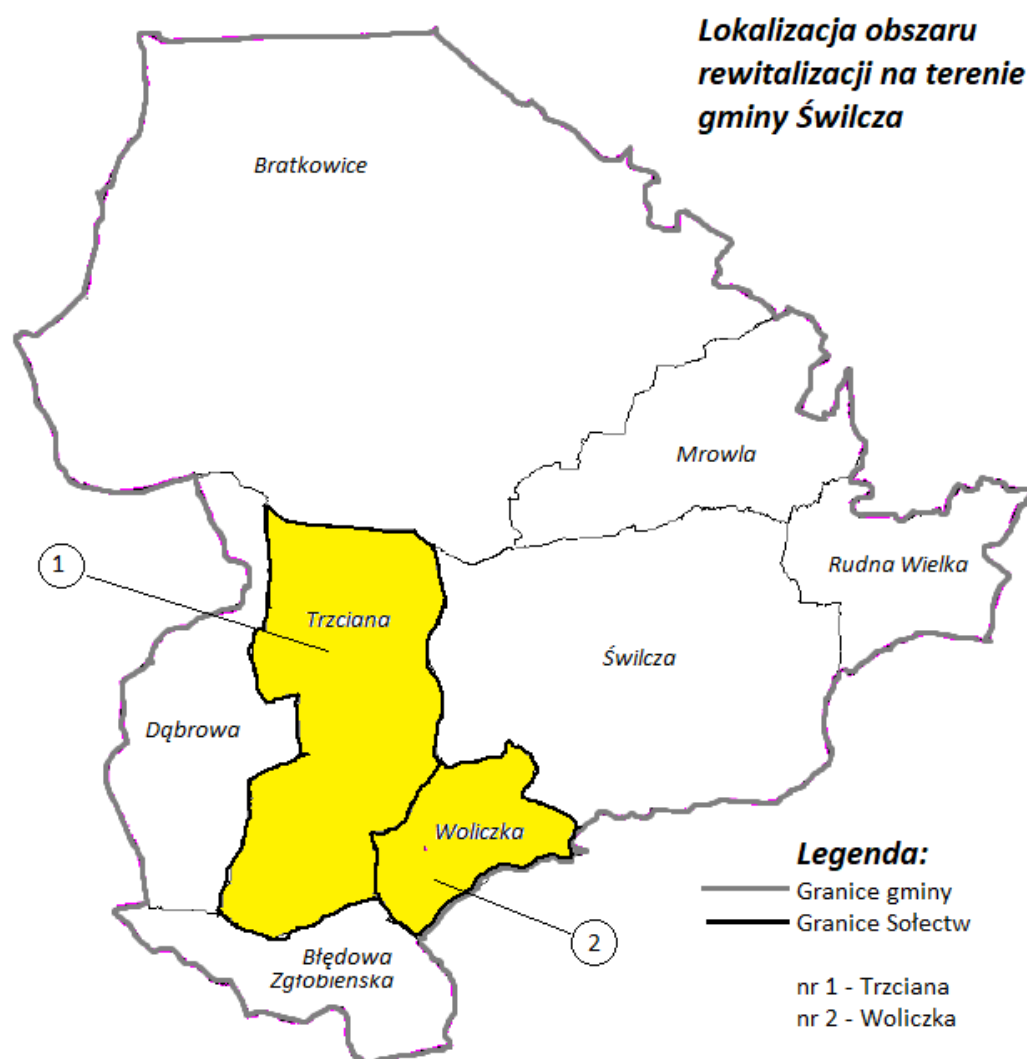 Lokalizacja obszaru
rewitalizacji na terenie
gminy Świlcza
Bratkowice
Mrowla
Rudna Wielka
1
Trzciana
Świlcza
Dąbrowa
Woliczka
2
Błędowa
Zgłobieńska
Legenda:
Granice gminy
Granice Sołectw
nr 1 - Trzciana
nr 2 - Woliczka